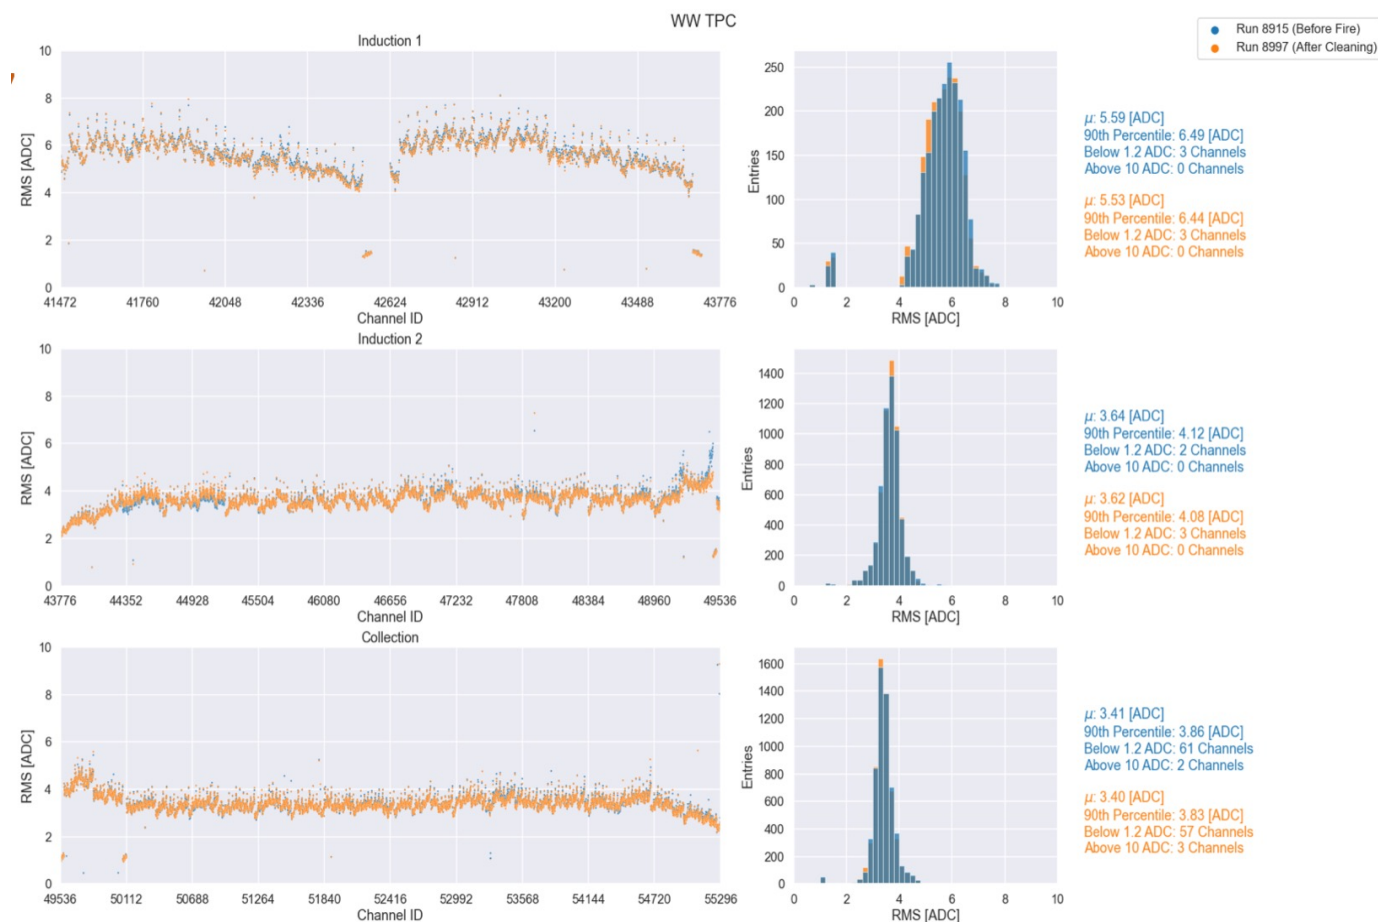 WW TPC
Run 8915 (Before Fire)
Run 8997 (After Cleaning)
Induction 1
10
8
6
4
2
0
RMS [ADC]
41472 41760 42048 42336 42624 42912 43200 43488 43776
Channel ID
250
200
150
100
50
0
Entries
0 2 4 6 8 10
RMS [ADC]
μ: 5.59 [ADC]
90th Percentile: 6.49 [ADC]
Below 1.2 ADC: 3 Channels
Above 10 ADC: 0 Channels
μ: 5.53 [ADC]
90th Percentile: 6.44 [ADC]
Below 1.2 ADC: 3 Channels
Above 10 ADC: 0 Channels
Induction 2
10
8
6
4
2
0
RMS [ADC]
43776 44352 44928 45504 46080 46656 47232 47808 48384 48960 49536
Channel ID
1400
1200
1000
800
600
400
200
0
Entries
0 2 4 6 8 10
RMS [ADC]
μ: 3.64 [ADC]
90th Percentile: 4.12 [ADC]
Below 1.2 ADC: 2 Channels
Above 10 ADC: 0 Channels
μ: 3.62 [ADC]
90th Percentile: 4.08 [ADC]
Below 1.2 ADC: 3 Channels
Above 10 ADC: 0 Channels
Collection
10
8
6
4
2
0
RMS [ADC]
49536 50112 50688 51264 51840 52416 52992 53568 54144 54720 55296
Channel ID
1600
1400
1200
1000
800
600
400
200
0
Entries
0 2 4 6 8 10
RMS [ADC]
μ: 3.41 [ADC]
90th Percentile: 3.86 [ADC]
Below 1.2 ADC: 61 Channels
Above 10 ADC: 2 Channels
μ: 3.40 [ADC]
90th Percentile: 3.83 [ADC]
Below 1.2 ADC: 57 Channels
Above 10 ADC: 3 Channels